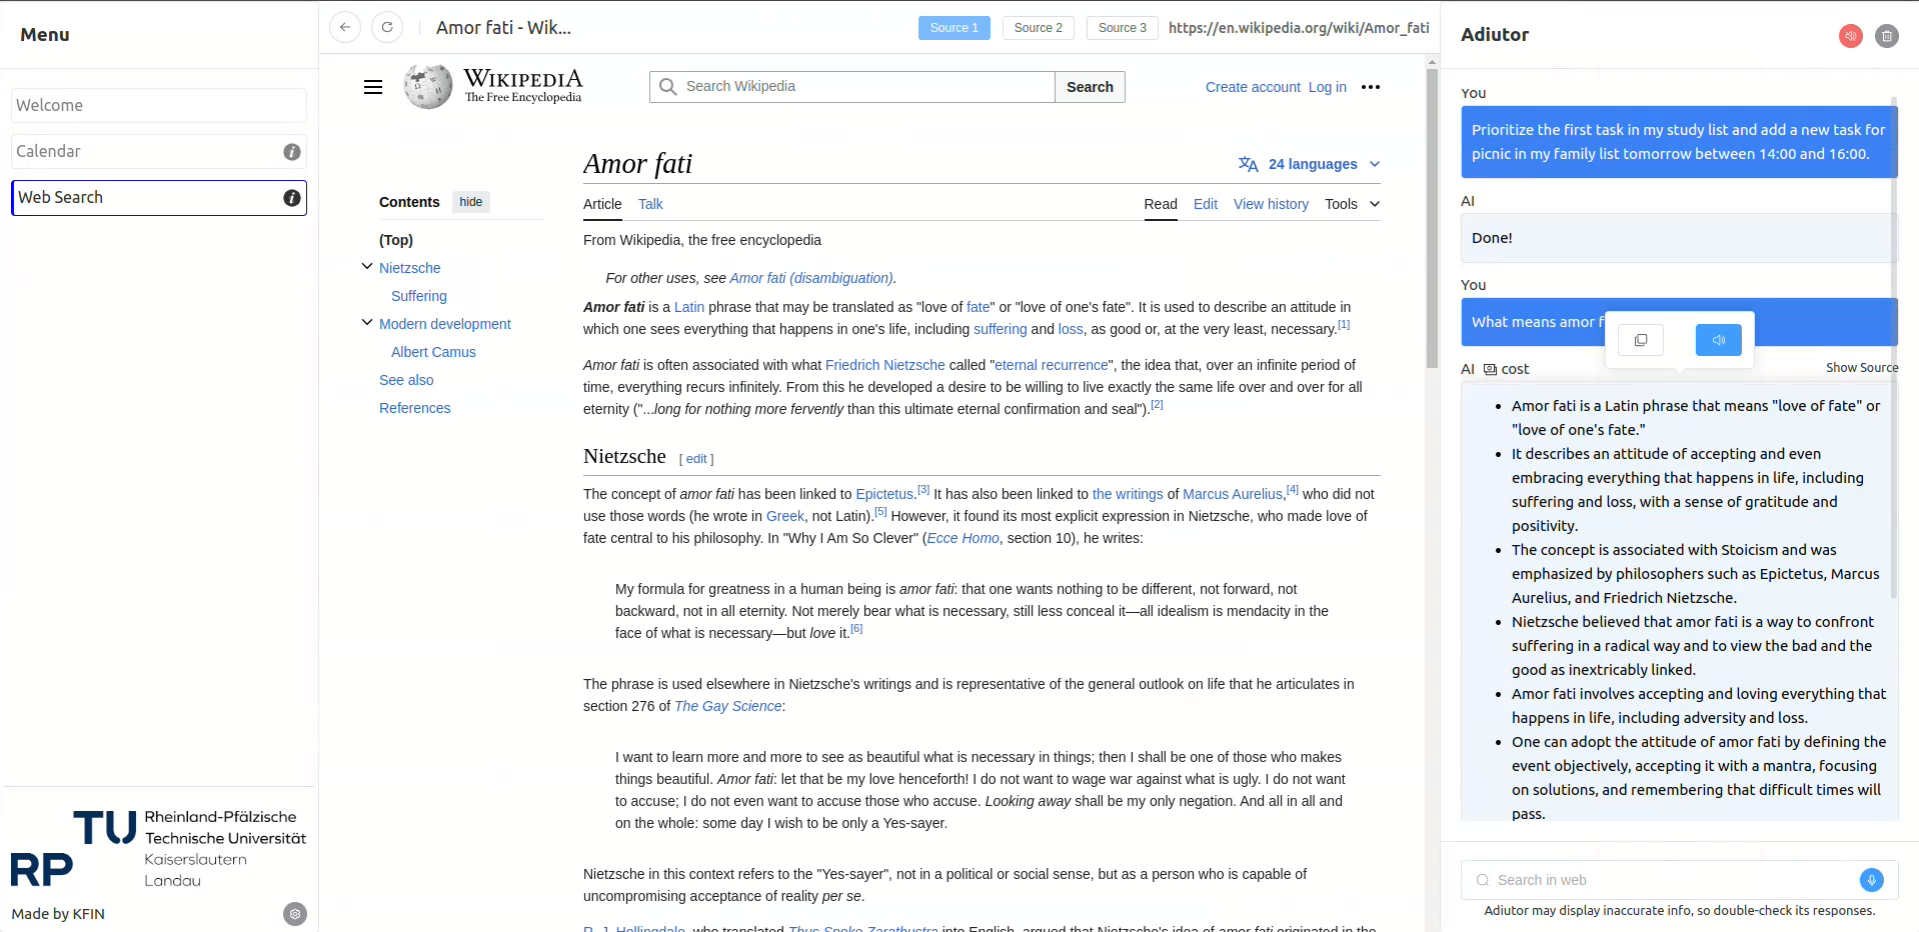 Menu
Welcome
Calendar
Web Search
TU Rheinland-Pfälzische
Technische Universität
RP Kaiserslautern
Landau
Made by KFIN
Amor fati - Wik...
Source 1
Source 2
Source 3
https://en.wikipedia.org/wiki/Amor_fati
WIKIPEDIA
The Free Encyclopedia
Search Wikipedia
Search
Create account Log in
Contents hide
(Top)
Nietzsche
Suffering
Modern development
Albert Camus
See also
References
Amor fati
24 languages
Article Talk
Read Edit View history Tools
From Wikipedia, the free encyclopedia
For other uses, see Amor fati (disambiguation).
Amor fati is a Latin phrase that may be translated as "love of fate" or "love of one's fate". It is used to describe an attitude in
which one sees everything that happens in one's life, including suffering and loss, as good or, at the very least, necessary.[1]
Amor fati is often associated with what Friedrich Nietzsche called "eternal recurrence", the idea that, over an infinite period of
time, everything recurs infinitely. From this he developed a desire to be willing to live exactly the same life over and over for all
eternity ("...long for nothing more fervently than this ultimate eternal confirmation and seal").[2]
Nietzsche [ edit ]
The concept of amor fati has been linked to Epictetus.[3] It has also been linked to the writings of Marcus Aurelius,[4] who did not
use those words (he wrote in Greek, not Latin).[5] However, it found its most explicit expression in Nietzsche, who made love of
fate central to his philosophy. In "Why I Am So Clever" (Ecce Homo, section 10), he writes:
My formula for greatness in a human being is amor fati: that one wants nothing to be different, not forward, not
backward, not in all eternity. Not merely bear what is necessary, still less conceal it—all idealism is mendacity in the
face of what is necessary—but love it.[6]
The phrase is used elsewhere in Nietzsche's writings and is representative of the general outlook on life that he articulates in
section 276 of The Gay Science:
I want to learn more and more to see as beautiful what is necessary in things; then I shall be one of those who makes
things beautiful. Amor fati: let that be my love henceforth! I do not want to wage war against what is ugly. I do not want
to accuse; I do not even want to accuse those who accuse. Looking away shall be my only negation. And all in all and
on the whole: some day I wish to be only a Yes-sayer.
Nietzsche in this context refers to the "Yes-sayer", not in a political or social sense, but as a person who is capable of
uncompromising acceptance of reality per se.
R. J. Hollingdale, who translated Thus Spoke Zarathustra into English, argued that Nietzsche's idea of amor fati originated in the
Adiutor
You
Prioritize the first task in my study list and add a new task for
picnic in my family list tomorrow between 14:00 and 16:00.
AI
Done!
You
What means amor f
AI cost
Show Source
• Amor fati is a Latin phrase that means "love of fate" or
"love of one's fate."
• It describes an attitude of accepting and even
embracing everything that happens in life, including
suffering and loss, with a sense of gratitude and
positivity.
• The concept is associated with Stoicism and was
emphasized by philosophers such as Epictetus, Marcus
Aurelius, and Friedrich Nietzsche.
• Nietzsche believed that amor fati is a way to confront
suffering in a radical way and to view the bad and the
good as inextricably linked.
• Amor fati involves accepting and loving everything that
happens in life, including adversity and loss.
• One can adopt the attitude of amor fati by defining the
event objectively, accepting it with a mantra, focusing
on solutions, and remembering that difficult times will
pass.
Search in web
Adiutor may display inaccurate info, so double-check its responses.